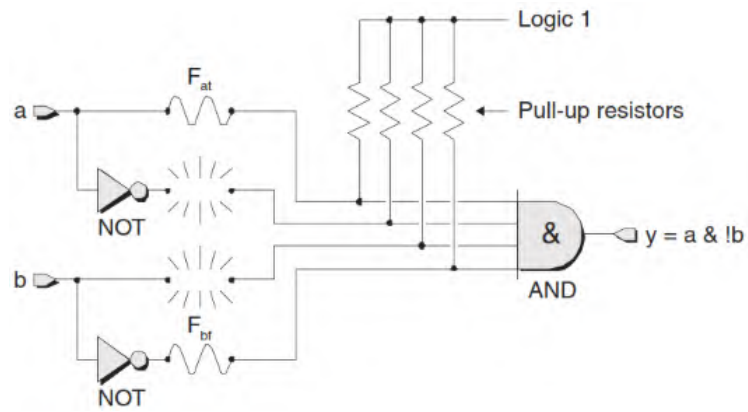 Logic 1
Fat
a
Pull-up resistors
NOT
& y = a & !b
b
AND
Fbf
NOT